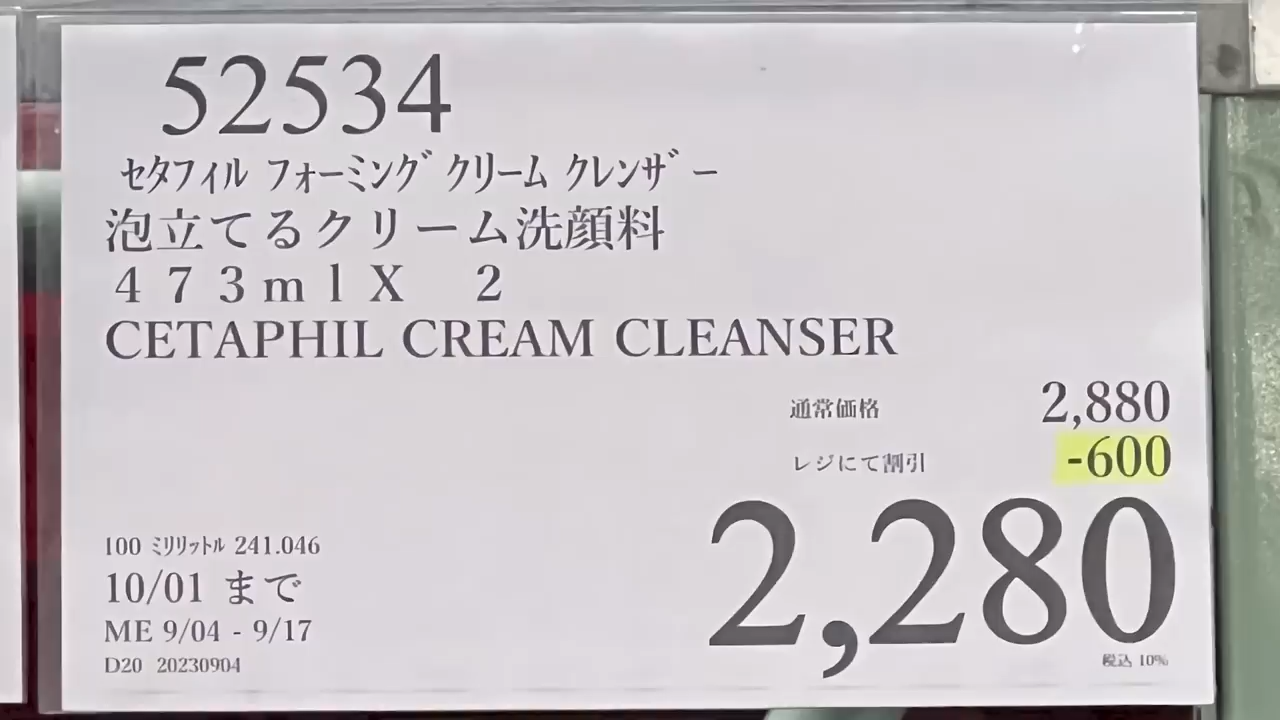 52534
ｾﾀﾌｨﾙ ﾌｫｰﾐﾝｸﾞ ｸﾘｰﾑ ｸﾚﾝｻﾞｰ
泡立てるクリーム洗顔料
４７３ｍｌＸ　２
CETAPHIL CREAM CLEANSER
通常価格 2,880
レジにて割引 -600
2,280
100 ﾐﾘﾘｯﾄﾙ 241.046
10/01 まで
ME 9/04 - 9/17
D20 20230904
税込 10%